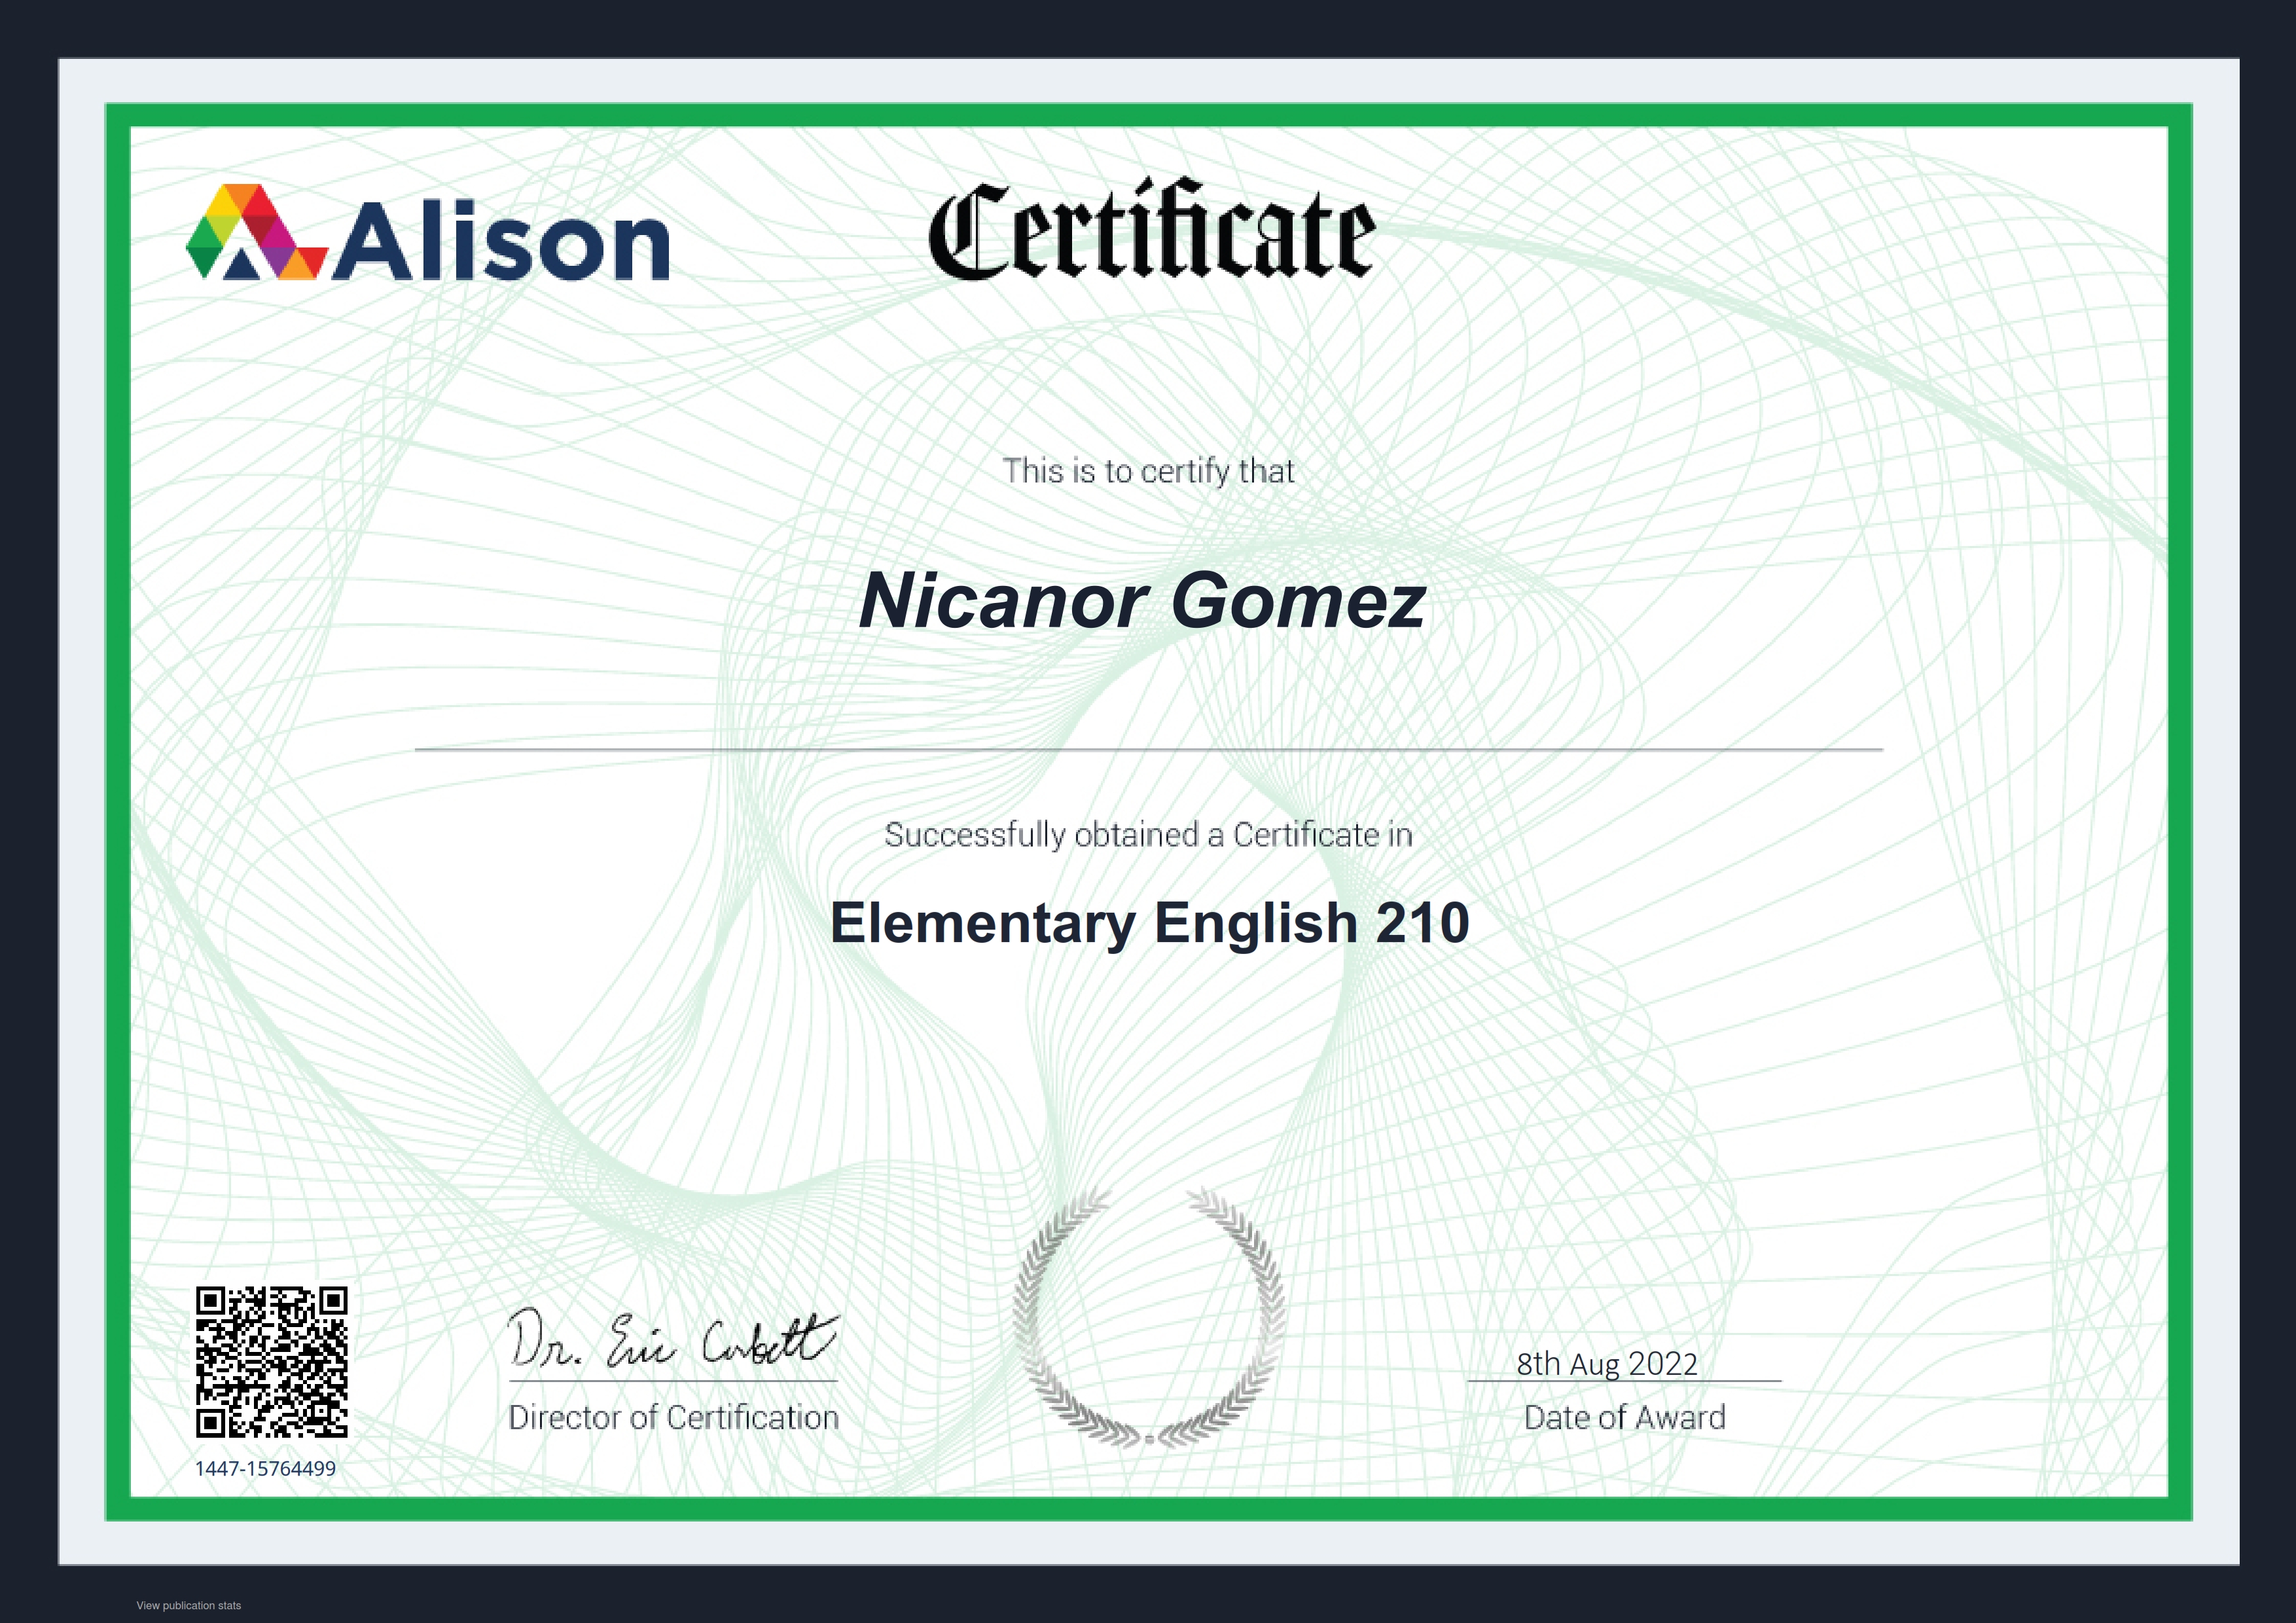 Alison
Certificate
This is to certify that
Nicanor Gomez
Successfully obtained a Certificate in
Elementary English 210
Dr. Eric Corbett
8th Aug 2022
Director of Certification
Date of Award
1447-15764499
View publication stats